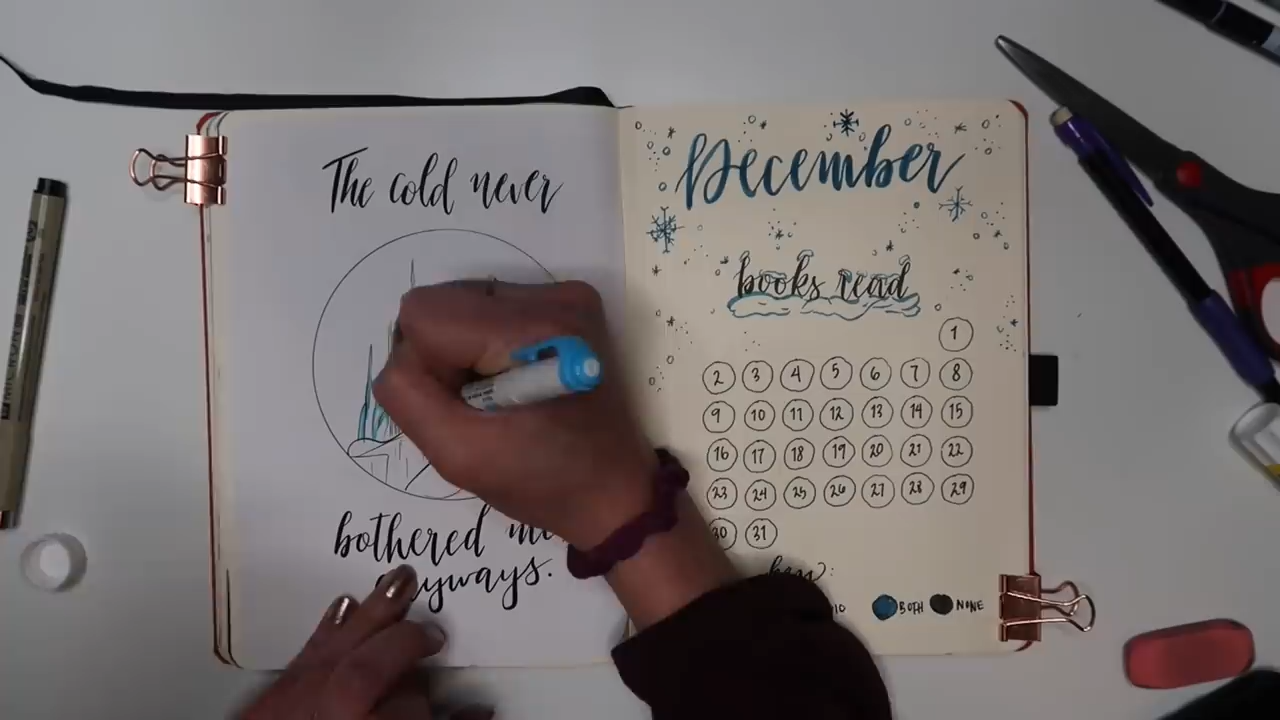 The cold never
bothered
December
books read
1
2 3 4 5 6 7 8
9 10 11 12 13 14 15
16 17 18 19 20 21 22
23 24 25 26 27 28 29
30 31
BOTH NONE